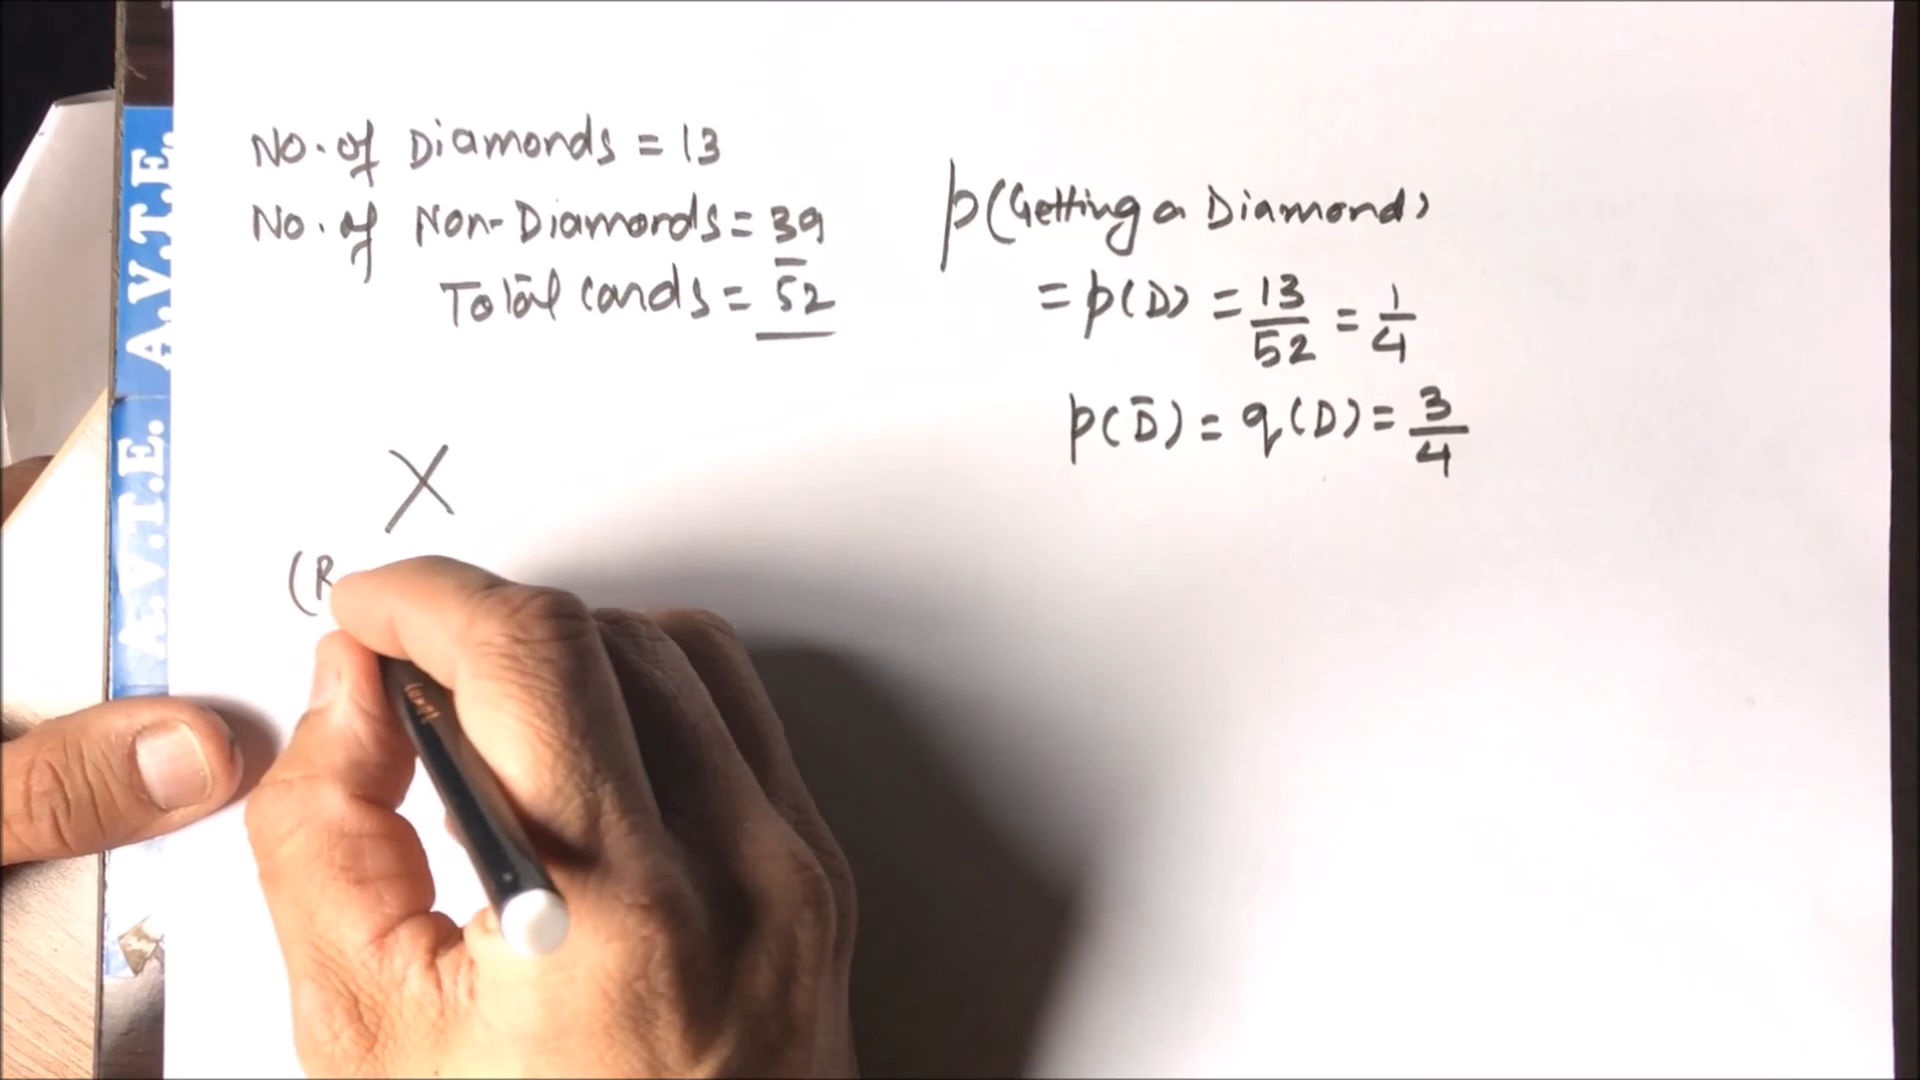 No. of Diamonds = 13
No. of Non-Diamonds = 39
Total cards = 52
p(Getting a Diamond)
= p(D) = 13/52 = 1/4
p(D̄) = q(D) = 3/4
X
(R
A.V.T.E.
A.V.T.E.